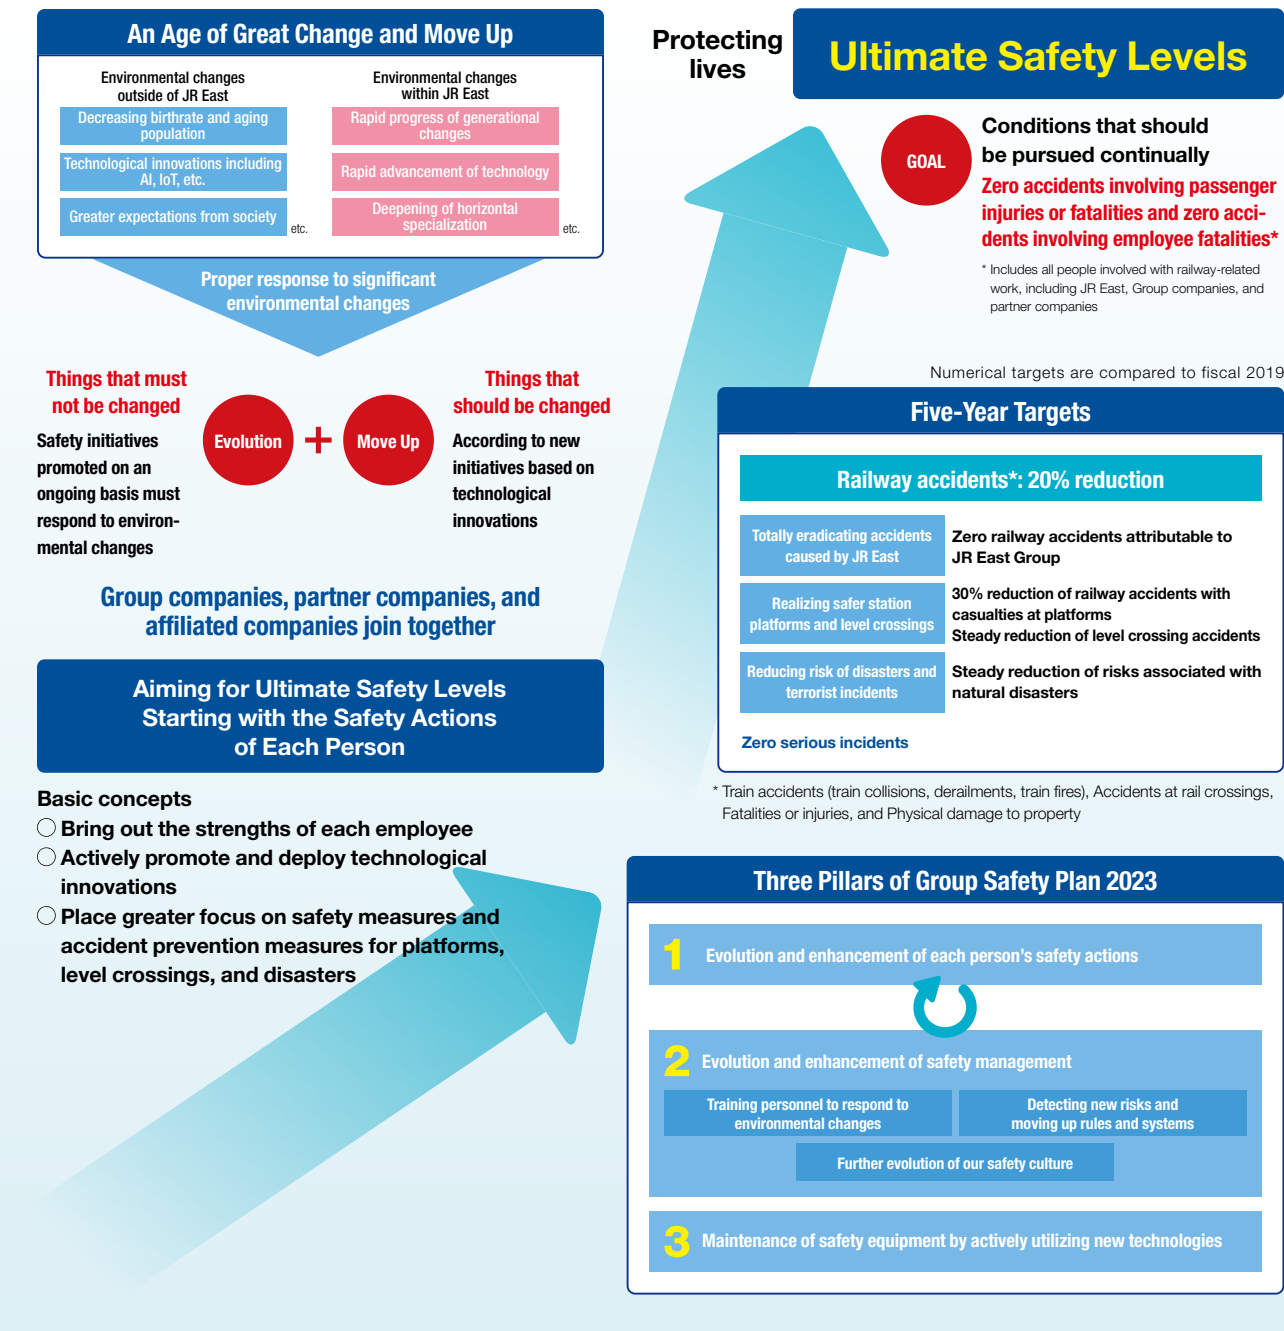 An Age of Great Change and Move Up
Environmental changes
outside of JR East
Decreasing birthrate and aging
population
Technological innovations including
AI, IoT, etc.
Greater expectations from society
etc.
Environmental changes
within JR East
Rapid progress of generational
changes
Rapid advancement of technology
Deepening of horizontal
specialization
etc.
Proper response to significant
environmental changes
Things that must
not be changed
Safety initiatives
promoted on an
ongoing basis must
respond to environ-
mental changes
Evolution
+
Move Up
Things that
should be changed
According to new
initiatives based on
technological
innovations
Group companies, partner companies, and
affiliated companies join together
Aiming for Ultimate Safety Levels
Starting with the Safety Actions
of Each Person
Basic concepts
○ Bring out the strengths of each employee
○ Actively promote and deploy technological
innovations
○ Place greater focus on safety measures and
accident prevention measures for platforms,
level crossings, and disasters
Protecting
lives
Ultimate Safety Levels
GOAL
Conditions that should
be pursued continually
Zero accidents involving passenger
injuries or fatalities and zero acci-
dents involving employee fatalities*
* Includes all people involved with railway-related
work, including JR East, Group companies, and
partner companies
Numerical targets are compared to fiscal 2019
Five-Year Targets
Railway accidents*: 20% reduction
Totally eradicating accidents
caused by JR East
Zero railway accidents attributable to
JR East Group
Realizing safer station
platforms and level crossings
30% reduction of railway accidents with
casualties at platforms
Steady reduction of level crossing accidents
Reducing risk of disasters and
terrorist incidents
Steady reduction of risks associated with
natural disasters
Zero serious incidents
* Train accidents (train collisions, derailments, train fires), Accidents at rail crossings,
Fatalities or injuries, and Physical damage to property
Three Pillars of Group Safety Plan 2023
1 Evolution and enhancement of each person's safety actions
2 Evolution and enhancement of safety management
Training personnel to respond to
environmental changes
Detecting new risks and
moving up rules and systems
Further evolution of our safety culture
3 Maintenance of safety equipment by actively utilizing new technologies